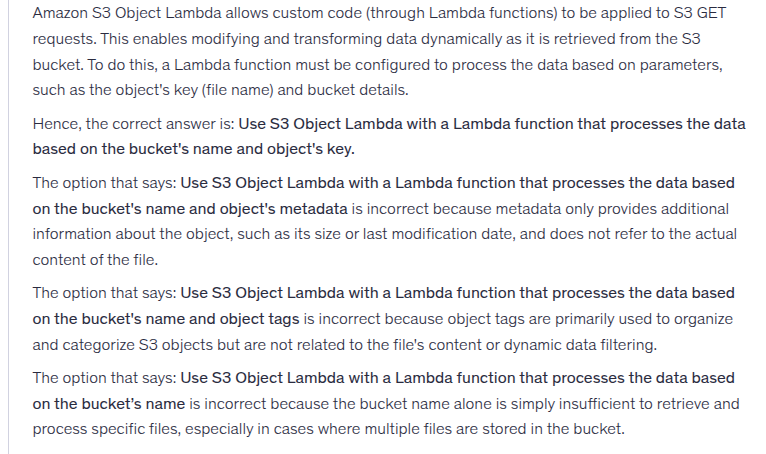 Amazon S3 Object Lambda allows custom code (through Lambda functions) to be applied to S3 GET
requests. This enables modifying and transforming data dynamically as it is retrieved from the S3
bucket. To do this, a Lambda function must be configured to process the data based on parameters,
such as the object's key (file name) and bucket details.
Hence, the correct answer is: Use S3 Object Lambda with a Lambda function that processes the data
based on the bucket's name and object's key.
The option that says: Use S3 Object Lambda with a Lambda function that processes the data based
on the bucket's name and object's metadata is incorrect because metadata only provides additional
information about the object, such as its size or last modification date, and does not refer to the actual
content of the file.
The option that says: Use S3 Object Lambda with a Lambda function that processes the data based
on the bucket's name and object tags is incorrect because object tags are primarily used to organize
and categorize S3 objects but are not related to the file's content or dynamic data filtering.
The option that says: Use S3 Object Lambda with a Lambda function that processes the data based
on the bucket’s name is incorrect because the bucket name alone is simply insufficient to retrieve and
process specific files, especially in cases where multiple files are stored in the bucket.